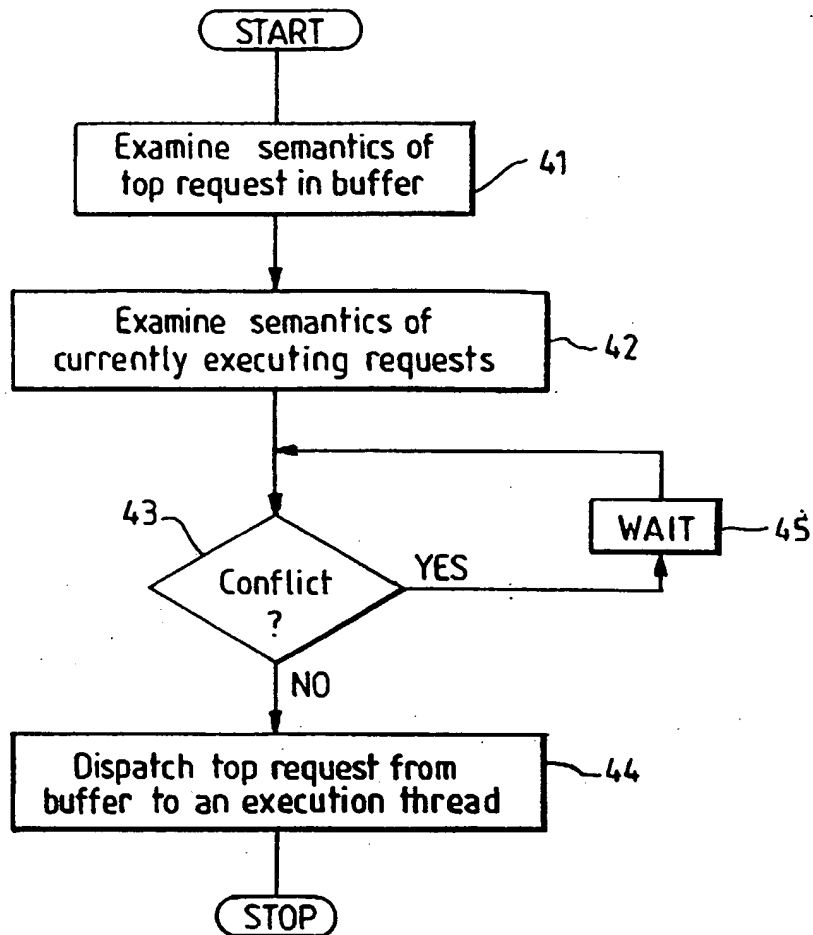 START
Examine semantics of
top request in buffer
41
Examine semantics of
currently executing requests
42
43
Conflict
?
YES
WAIT
45
NO
Dispatch top request from
buffer to an execution thread
44
STOP